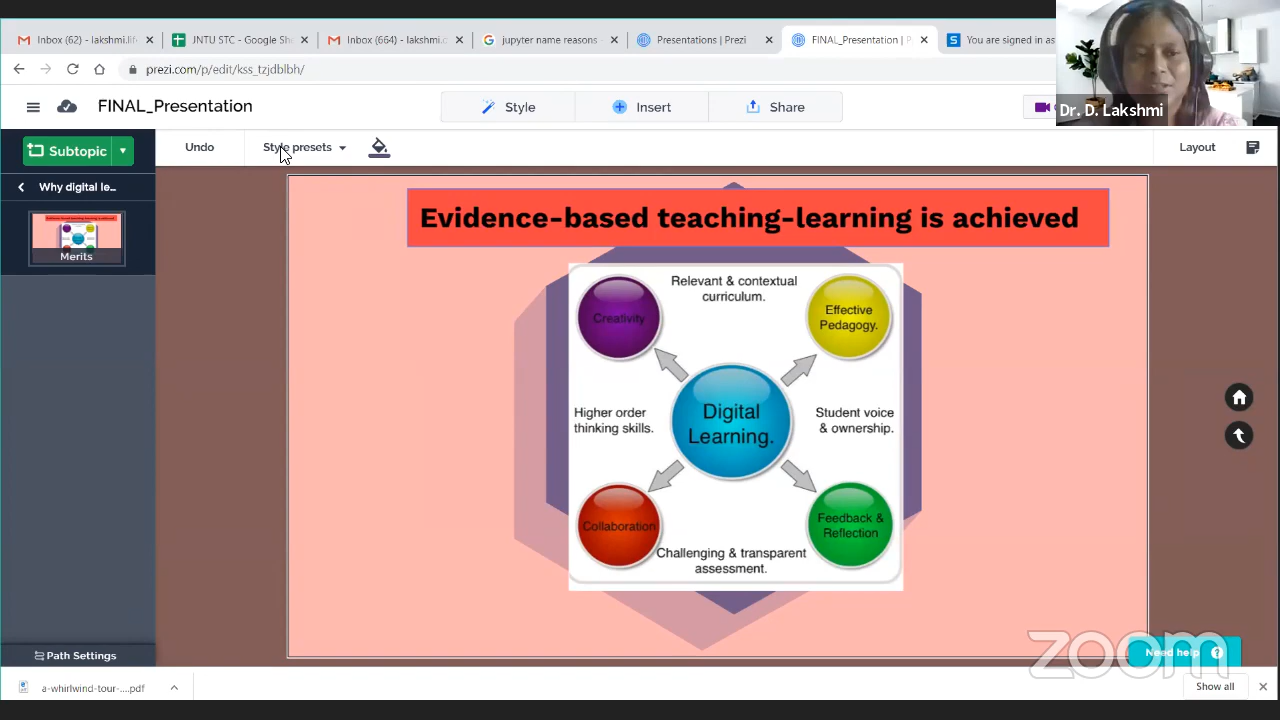 Inbox (62) - lakshmi.life
JNTU STC - Google She
Inbox (664) - lakshmi.c
jupyter name reasons
Presentations | Prezi
FINAL_Presentation | P
You are signed in as
prezi.com/p/edit/kss_tzjdblbh/
FINAL_Presentation
Style
Insert
Share
Dr. D. Lakshmi
Subtopic
Undo
Style presets
Layout
Why digital le...
Merits
Evidence-based teaching-learning is achieved
Relevant & contextual
curriculum.
Creativity
Effective
Pedagogy.
Digital
Learning.
Higher order
thinking skills.
Student voice
& ownership.
Collaboration
Feedback &
Reflection
Challenging & transparent
assessment.
Path Settings
Need help
?
zoom
a-whirlwind-tour-....pdf
Show all